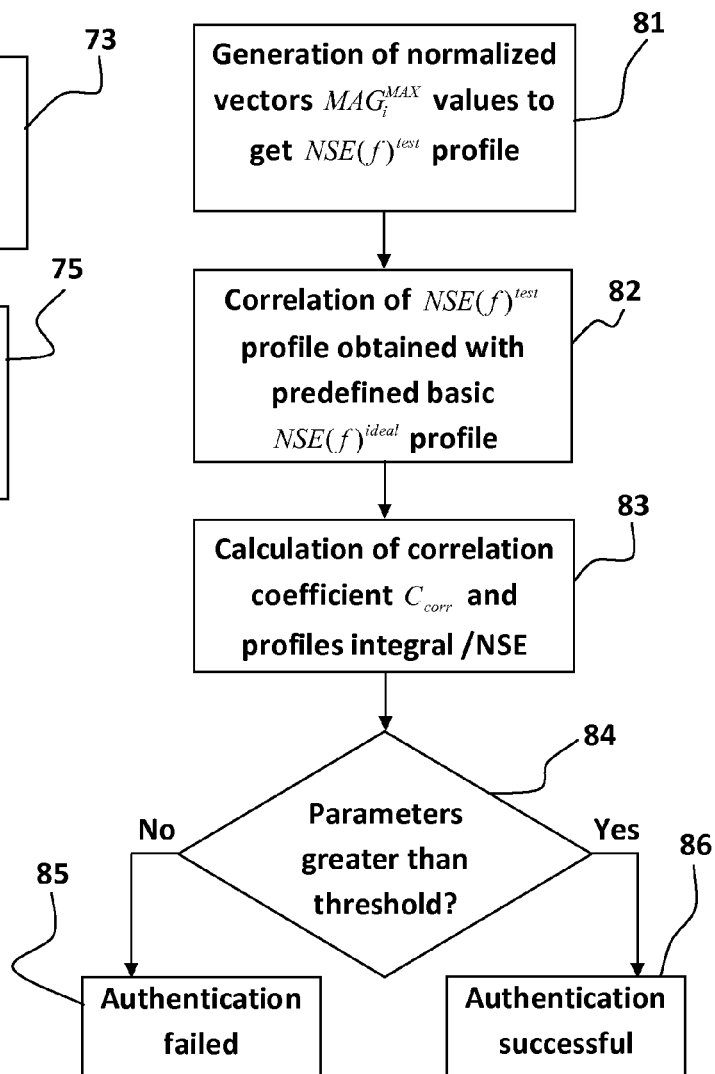 73
81
Generation of normalized
vectors MAG_i^MAX values to
get NSE(f)^test profile
75
82
Correlation of NSE(f)^test
profile obtained with
predefined basic
NSE(f)^ideal profile
83
Calculation of correlation
coefficient C_corr and
profiles integral /NSE
84
Parameters
greater than
threshold?
No
Yes
85
86
Authentication
failed
Authentication
successful